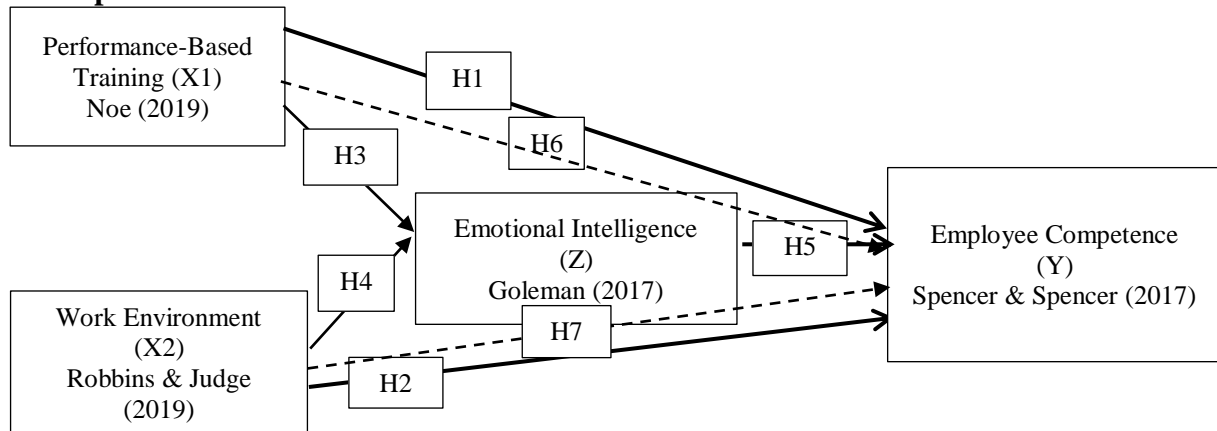 Performance-Based
Training (X1)
Noe (2019)
H1
H6
H3
Emotional Intelligence
(Z)
Goleman (2017)
H5
Employee Competence
(Y)
Spencer & Spencer (2017)
H4
Work Environment
(X2)
Robbins & Judge
(2019)
H7
H2